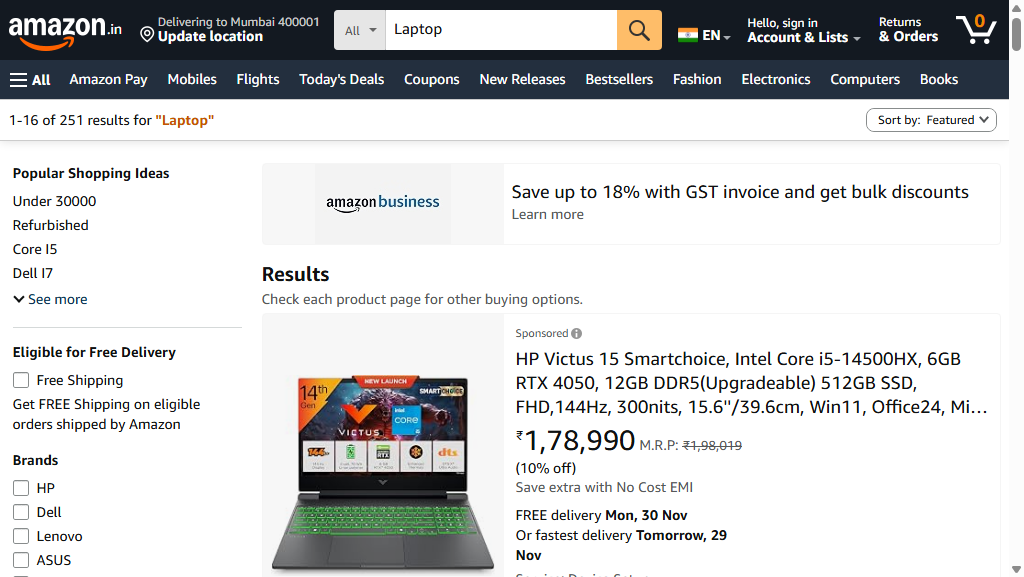 amazon.in
Delivering to Mumbai 400001
Update location
All
Laptop
EN
Hello, sign in
Account & Lists
Returns
& Orders
0
All
Amazon Pay
Mobiles
Flights
Today's Deals
Coupons
New Releases
Bestsellers
Fashion
Electronics
Computers
Books
1-16 of 251 results for "Laptop"
Sort by: Featured
Popular Shopping Ideas
Under 30000
Refurbished
Core I5
Dell I7
See more
Eligible for Free Delivery
Free Shipping
Get FREE Shipping on eligible
orders shipped by Amazon
Brands
HP
Dell
Lenovo
ASUS
amazon business
Save up to 18% with GST invoice and get bulk discounts
Learn more
Results
Check each product page for other buying options.
NEW LAUNCH
14th
Gen
SMARTCHOICE
intel
CORE
i5
VICTUS
RTX
dts
Sponsored
HP Victus 15 Smartchoice, Intel Core i5-14500HX, 6GB
RTX 4050, 12GB DDR5(Upgradeable) 512GB SSD,
FHD,144Hz, 300nits, 15.6''/39.6cm, Win11, Office24, Mi...
₹1,78,990 M.R.P: ₹1,98,019
(10% off)
Save extra with No Cost EMI
FREE delivery Mon, 30 Nov
Or fastest delivery Tomorrow, 29
Nov